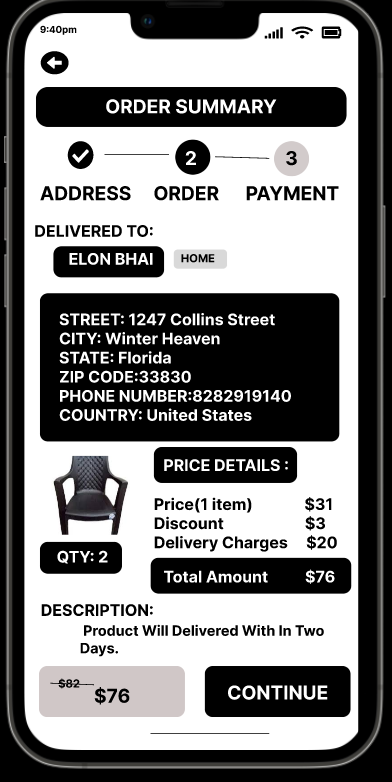 9:40pm
ORDER SUMMARY
2
3
ADDRESS ORDER PAYMENT
DELIVERED TO:
ELON BHAI HOME
STREET: 1247 Collins Street
CITY: Winter Heaven
STATE: Florida
ZIP CODE:33830
PHONE NUMBER:8282919140
COUNTRY: United States
PRICE DETAILS :
Price(1 item) $31
Discount $3
Delivery Charges $20
QTY: 2
Total Amount $76
DESCRIPTION:
Product Will Delivered With In Two
Days.
$82
$76
CONTINUE